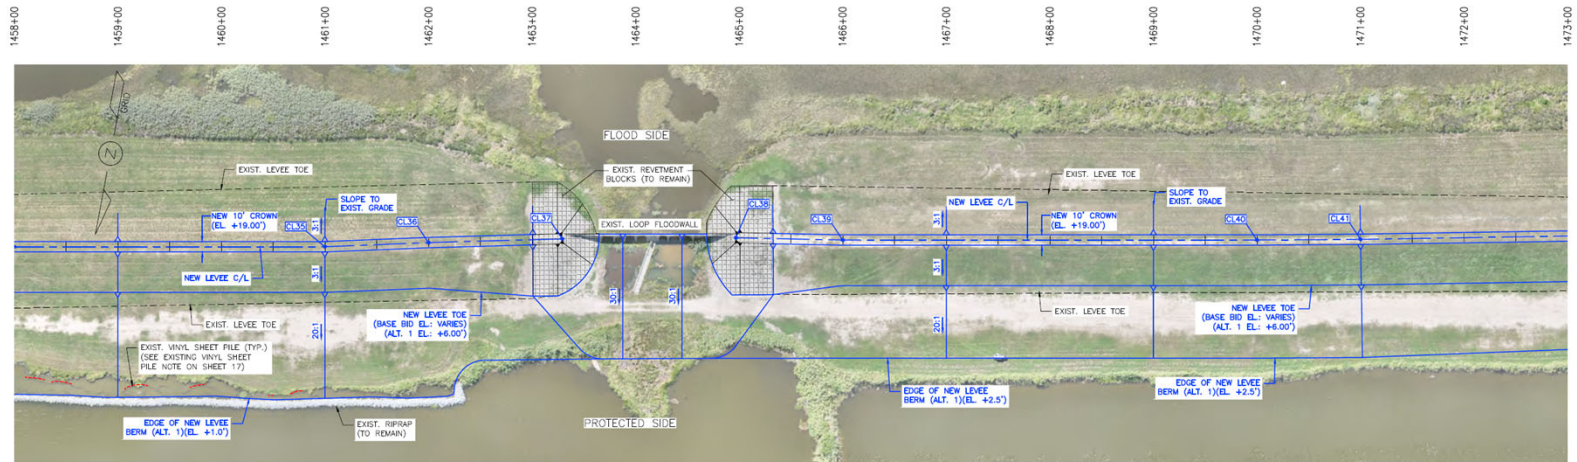 1458+00
1459+00
1460+00
1461+00
1462+00
1463+00
1464+00
1465+00
1466+00
1467+00
1468+00
1469+00
1470+00
1471+00
1472+00
1473+00
GRID
N
FLOOD SIDE
EXIST. LEVEE TOE
EXIST. REVETMENT
BLOCKS (TO REMAIN)
EXIST. LEVEE TOE
SLOPE TO
EXIST. GRADE
SLOPE TO
EXIST. GRADE
NEW 10' CROWN
(EL. +19.00')
CL35
3:1
CL36
CL37
EXIST. LOOP FLOODWALL
CL38
CL39
3:1
NEW LEVEE C/L
NEW 10' CROWN
(EL. +19.00')
CL40
CL41
NEW LEVEE C/L
3:1
3:1
30:1
30:1
EXIST. LEVEE TOE
20:1
NEW LEVEE TOE
(BASE BID EL.: VARIES)
(ALT. 1 EL.: +6.00')
20:1
EXIST. LEVEE TOE
NEW LEVEE TOE
(BASE BID EL.: VARIES)
(ALT. 1 EL.: +6.00')
EXIST. VINYL SHEET PILE (TYP.)
(SEE EXISTING VINYL SHEET
PILE NOTE ON SHEET 17)
EDGE OF NEW LEVEE
BERM (ALT. 1)(EL. +1.0')
EXIST. RIPRAP
(TO REMAIN)
PROTECTED SIDE
EDGE OF NEW LEVEE
BERM (ALT. 1)(EL. +2.5')
EDGE OF NEW LEVEE
BERM (ALT. 1)(EL. +2.5')